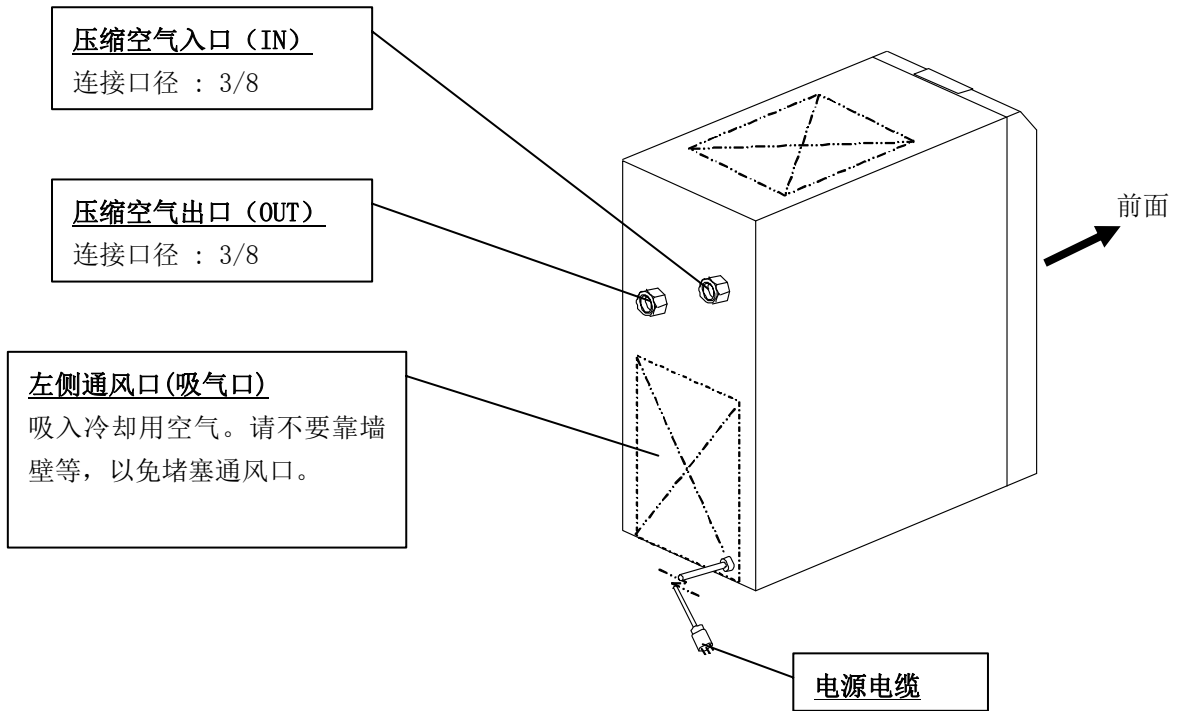 压缩空气入口（IN）
连接口径 : 3/8
压缩空气出口（OUT）
连接口径 : 3/8
前面
左侧通风口(吸气口)
吸入冷却用空气。请不要靠墙
壁等，以免堵塞通风口。
电源电缆